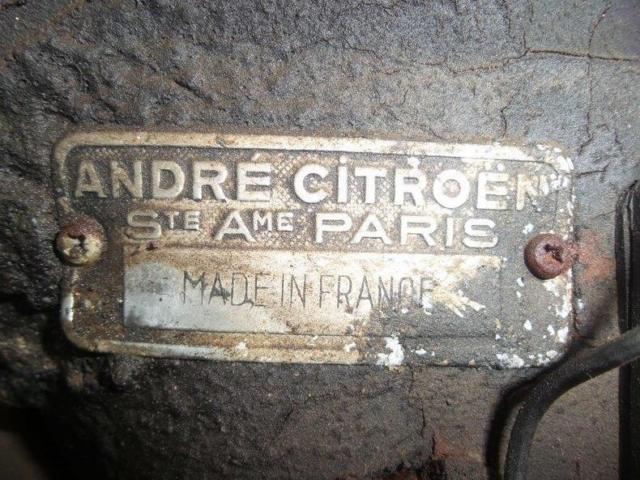 ANDRÉ CITROËN
STE AME PARIS
MADE IN FRANCE